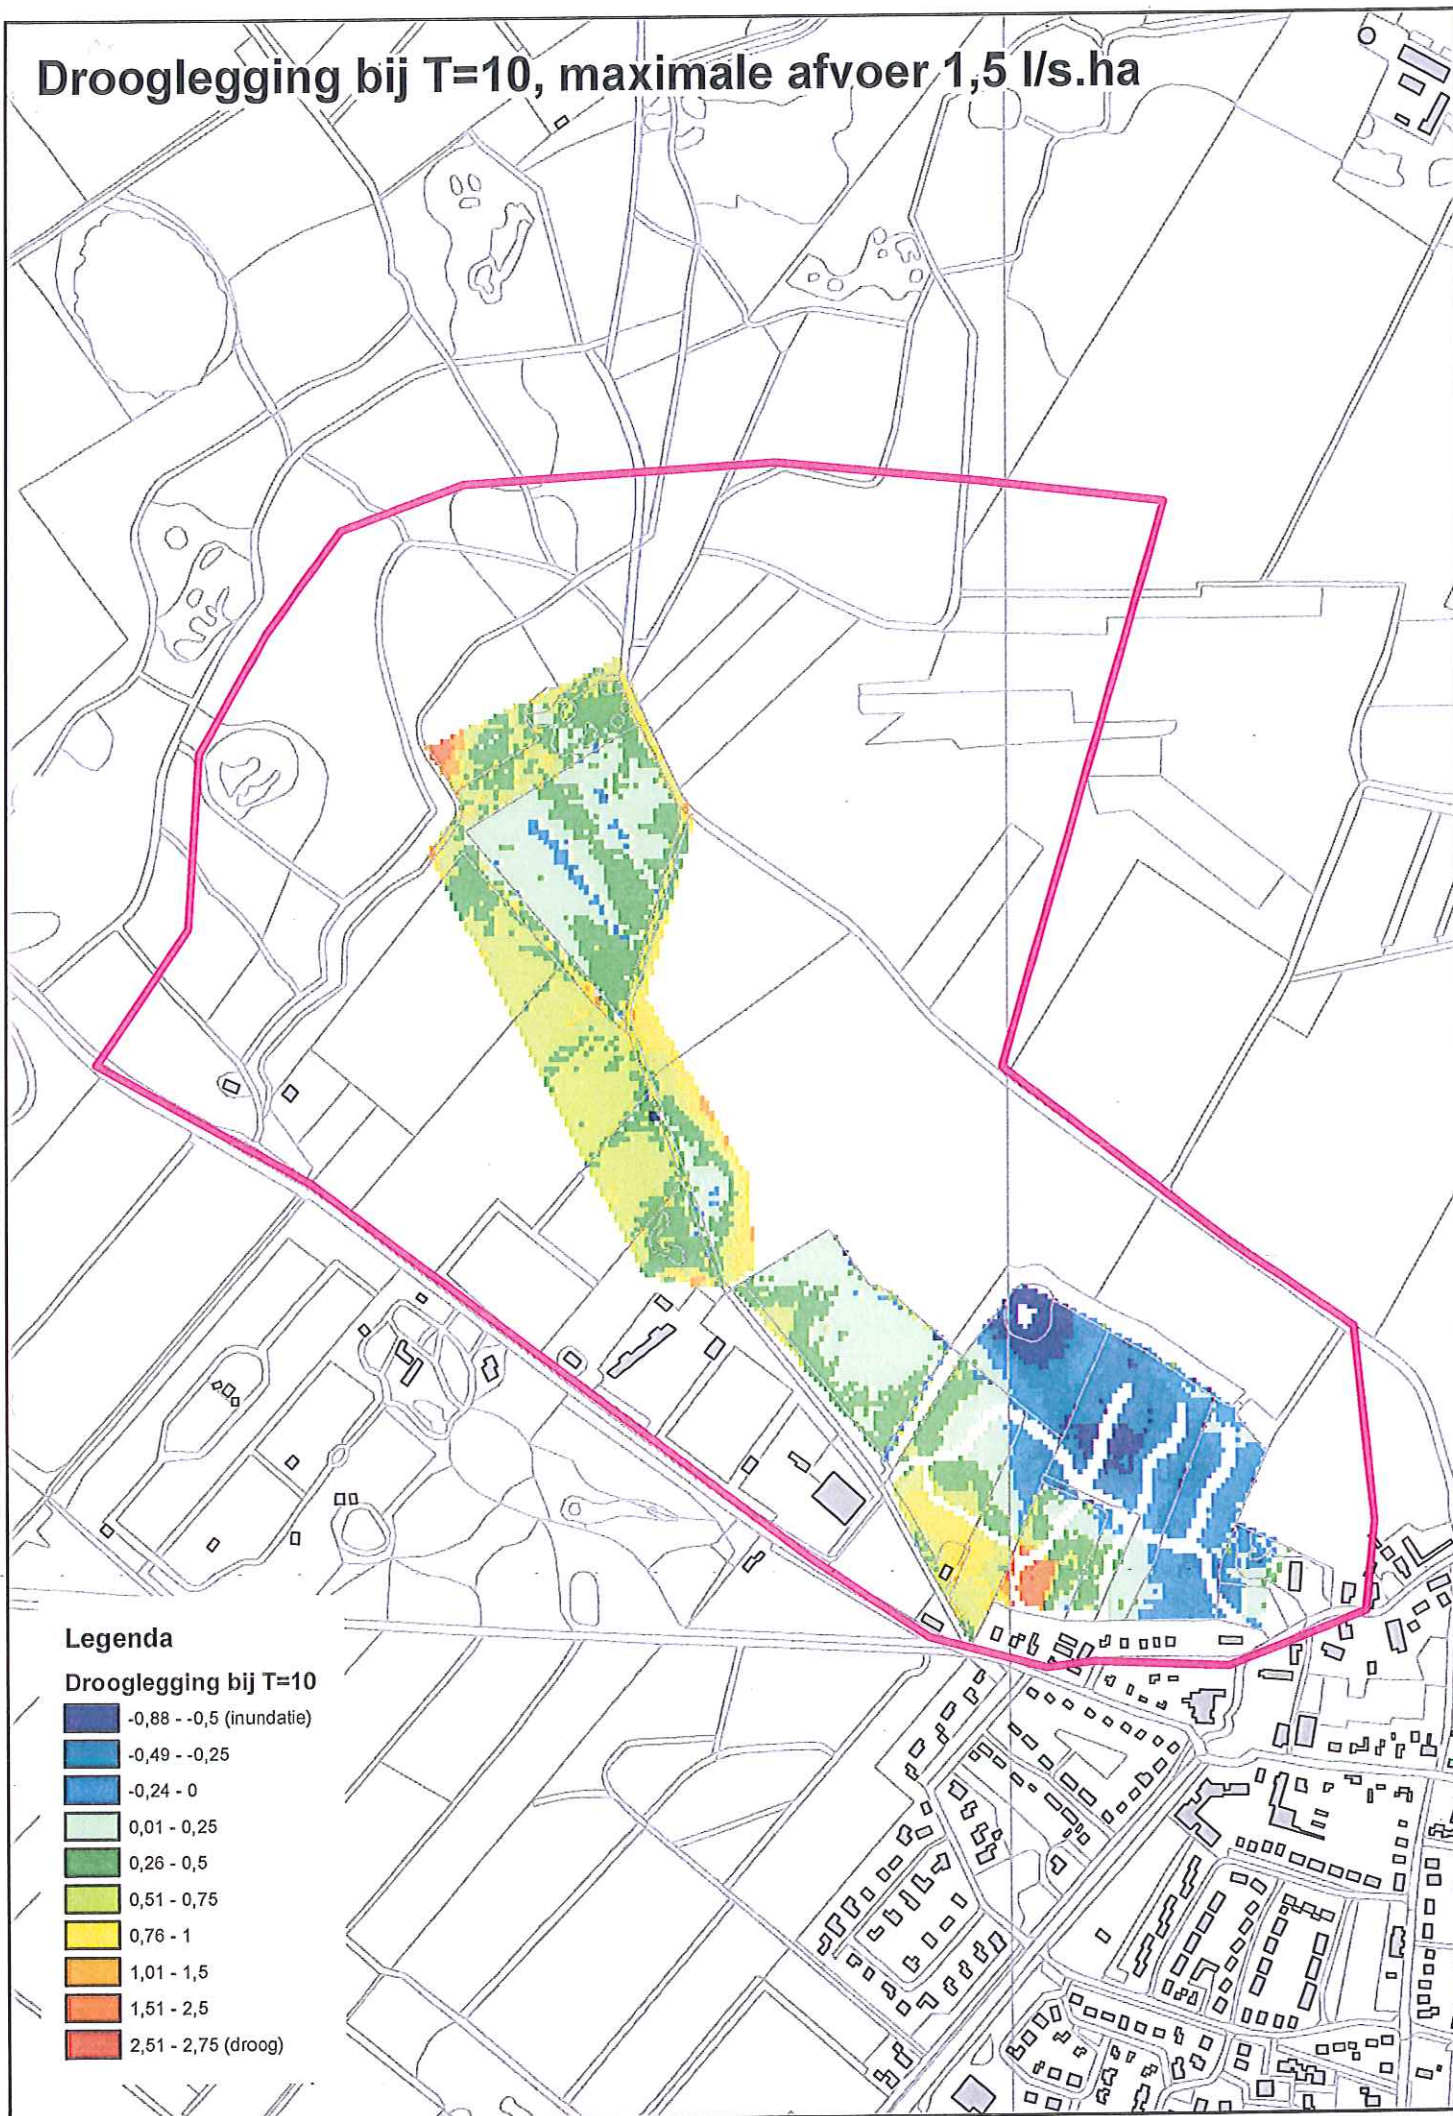 Drooglegging bij T=10, maximale afvoer 1,5 l/s.ha
Legenda
Drooglegging bij T=10
-0,88 - -0,5 (inundatie)
-0,49 - -0,25
-0,24 - 0
0,01 - 0,25
0,26 - 0,5
0,51 - 0,75
0,76 - 1
1,01 - 1,5
1,51 - 2,5
2,51 - 2,75 (droog)